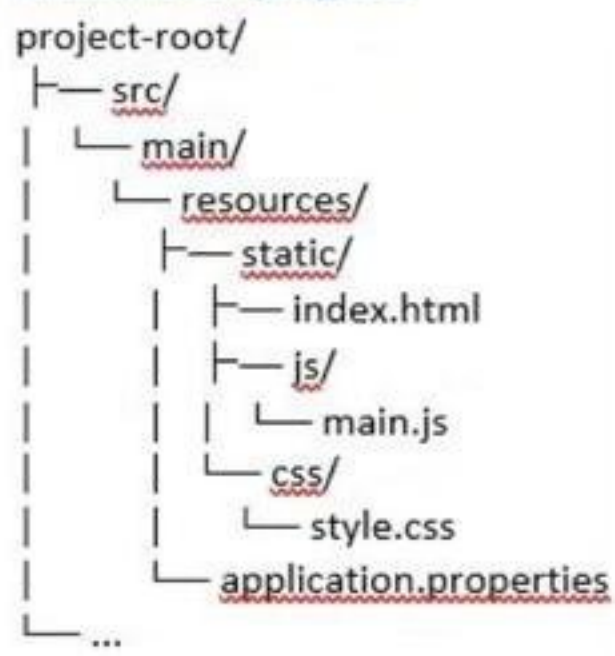 project-root/
├── src/
│ └── main/
│ └── resources/
│ ├── static/
│ │ ├── index.html
│ │ ├── js/
│ │ │ └── main.js
│ │ └── css/
│ │ └── style.css
│ └── application.properties
└── ...